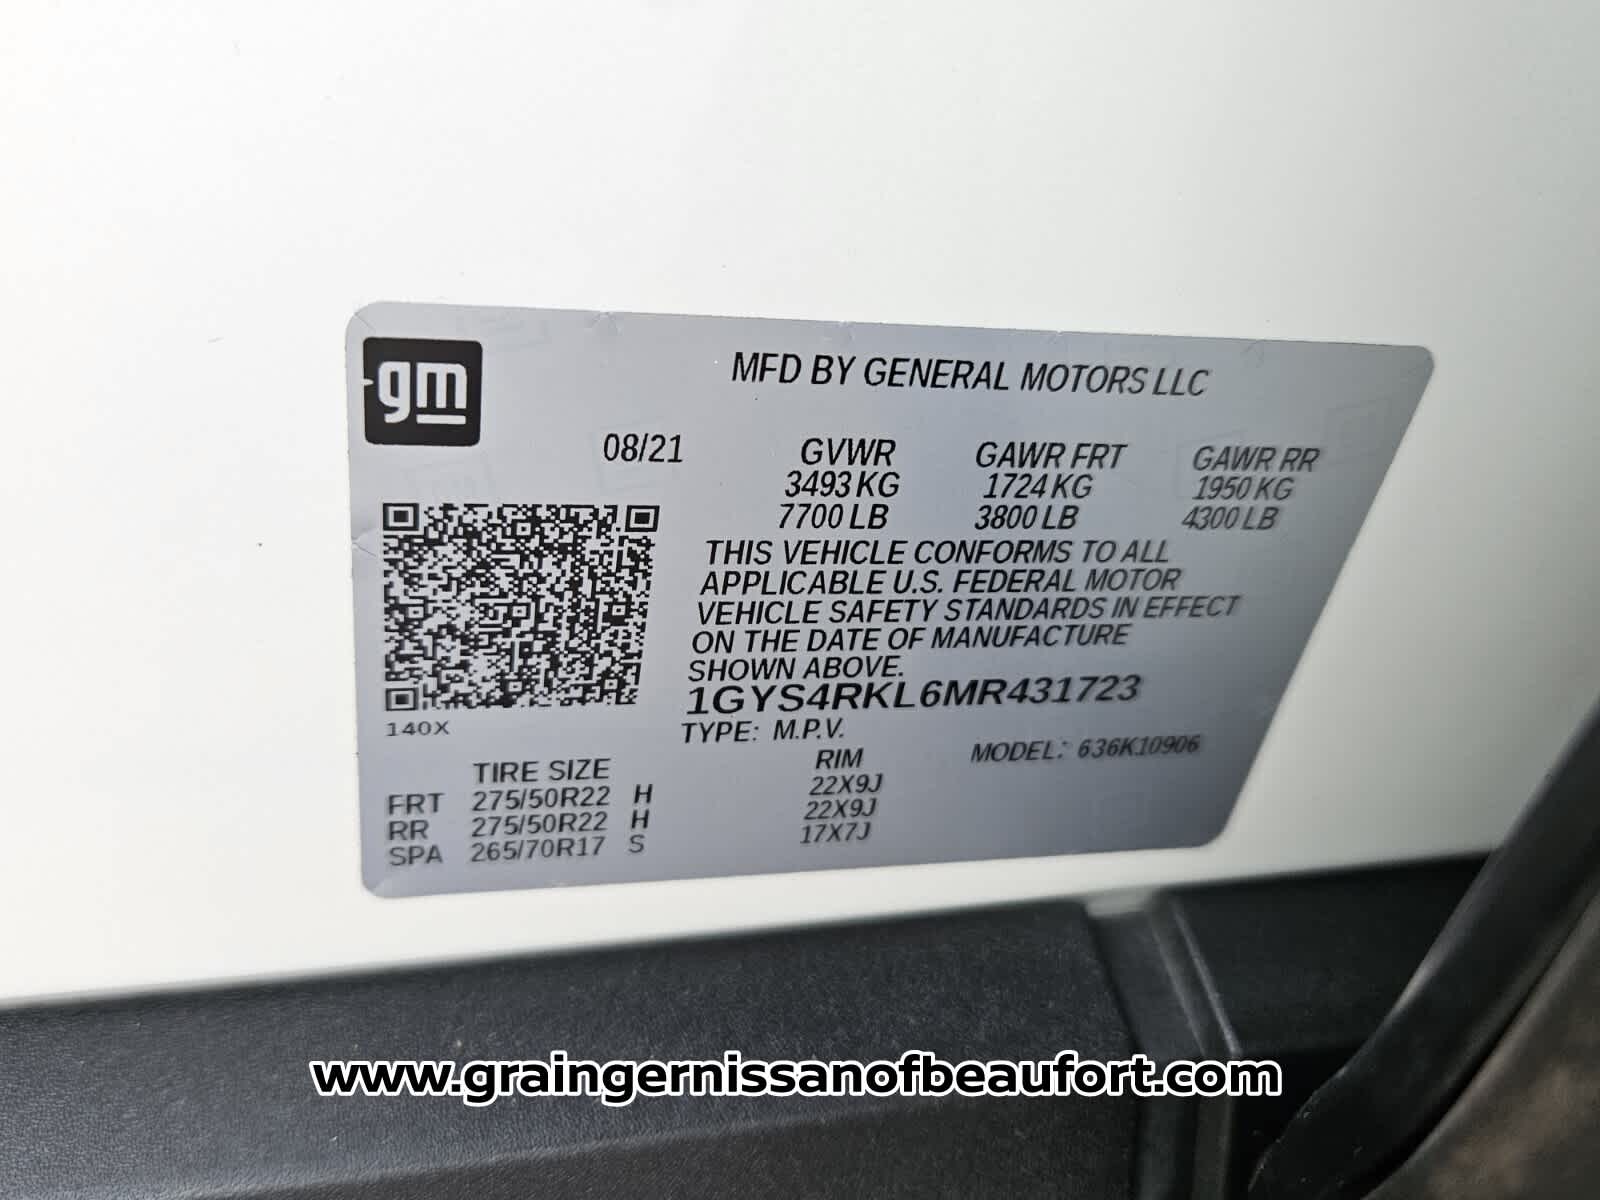 gm
MFD BY GENERAL MOTORS LLC
08/21 GVWR GAWR FRT GAWR RR
3493 KG 1724 KG 1950 KG
7700 LB 3800 LB 4300 LB
THIS VEHICLE CONFORMS TO ALL
APPLICABLE U.S. FEDERAL MOTOR
VEHICLE SAFETY STANDARDS IN EFFECT
ON THE DATE OF MANUFACTURE
SHOWN ABOVE.
1GYS4RKL6MR431723
140X
TYPE: M.P.V.
MODEL: 636K10906
TIRE SIZE RIM
FRT 275/50R22 H 22X9J
RR 275/50R22 H 22X9J
SPA 265/70R17 S 17X7J
www.graingernissanofbeaufort.com